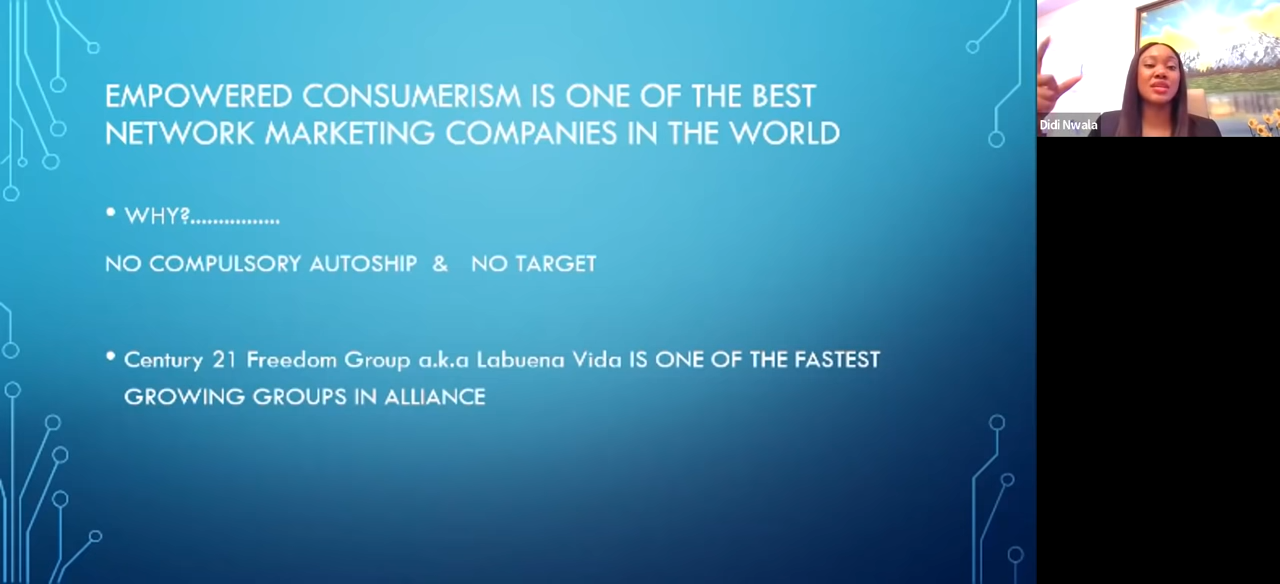 EMPOWERED CONSUMERISM IS ONE OF THE BEST
NETWORK MARKETING COMPANIES IN THE WORLD
• WHY?................
NO COMPULSORY AUTOSHIP & NO TARGET
• Century 21 Freedom Group a.k.a Labuena Vida IS ONE OF THE FASTEST
GROWING GROUPS IN ALLIANCE
Didi Nwala